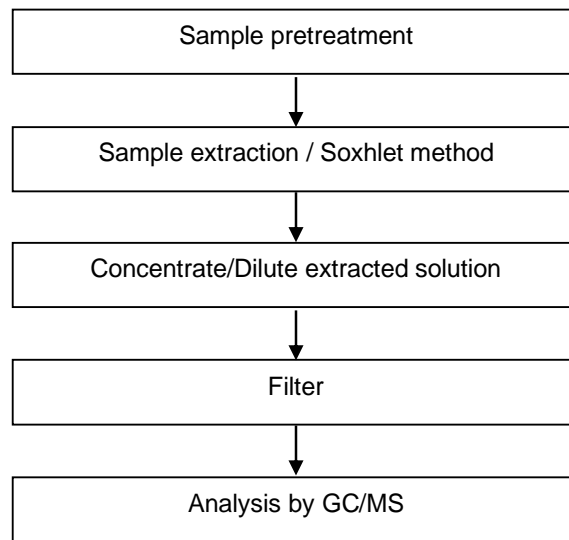 Sample pretreatment
Sample extraction / Soxhlet method
Concentrate/Dilute extracted solution
Filter
Analysis by GC/MS